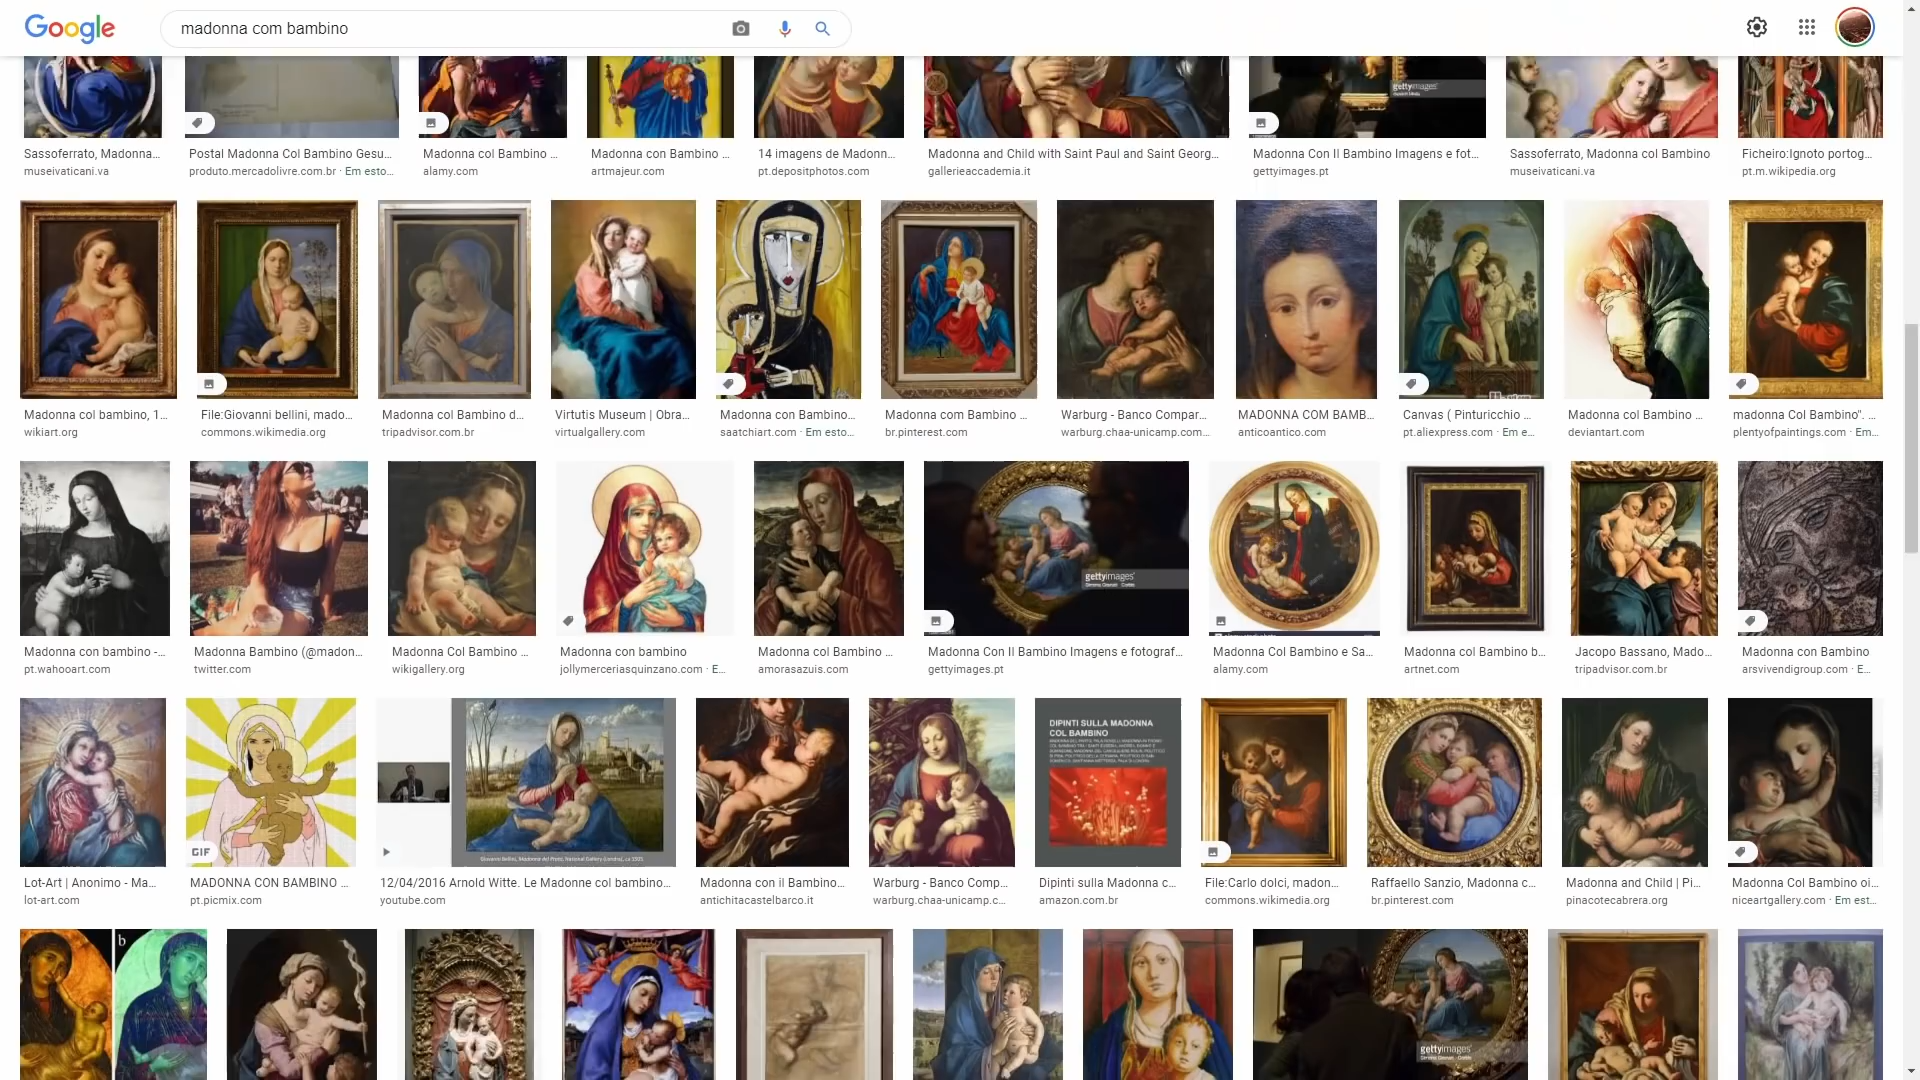 Google
madonna com bambino
gettyimages
Sassoferrato, Madonna...
museivaticani.va
Postal Madonna Col Bambino Gesu...
produto.mercadolivre.com.br · Em esto...
Madonna col Bambino ...
alamy.com
Madonna con Bambino ...
artmajeur.com
14 imagens de Madonn...
pt.depositphotos.com
Madonna and Child with Saint Paul and Saint Georg...
gallerieaccademia.it
Madonna Con Il Bambino Imagens e fot...
gettyimages.pt
Sassoferrato, Madonna col Bambino
museivaticani.va
Ficheiro:Ignoto portog...
pt.m.wikipedia.org
Madonna col bambino, 1...
wikiart.org
File:Giovanni bellini, mado...
commons.wikimedia.org
Madonna col Bambino d...
tripadvisor.com.br
Virtutis Museum | Obra...
virtualgallery.com
Madonna con Bambino...
saatchiart.com · Em esto...
Madonna com Bambino ...
br.pinterest.com
Warburg - Banco Compar...
warburg.chaa-unicamp.com...
MADONNA COM BAMB...
anticoantico.com
Canvas ( Pinturicchio ...
pt.aliexpress.com · Em e...
Madonna col Bambino ...
deviantart.com
madonna Col Bambino". ...
plentyofpaintings.com · Em...
gettyimages
Madonna con bambino -...
pt.wahooart.com
Madonna Bambino (@madon...
twitter.com
Madonna Col Bambino ...
wikigallery.org
Madonna con bambino
jollymerceriasquinzano.com · E...
Madonna col Bambino ...
amorasazuis.com
Madonna Con Il Bambino Imagens e fotograf...
gettyimages.pt
Madonna Col Bambino e Sa...
alamy.com
Madonna col Bambino b...
artnet.com
Jacopo Bassano, Mado...
tripadvisor.com.br
Madonna con Bambino
arsvivendigroup.com · E...
DIPINTI SULLA MADONNA
COL BAMBINO
GIF
Giovanni Bellini, Madonna del Prato, National Gallery (Londra), ca 1505
Lot-Art | Anonimo - Ma...
lot-art.com
MADONNA CON BAMBINO ...
pt.picmix.com
12/04/2016 Arnold Witte. Le Madonne col bambino...
youtube.com
Madonna con il Bambino...
antichitacastelbarco.it
Warburg - Banco Comp...
warburg.chaa-unicamp.c...
Dipinti sulla Madonna c...
amazon.com.br
File:Carlo dolci, madon...
commons.wikimedia.org
Raffaello Sanzio, Madonna c...
br.pinterest.com
Madonna and Child | Pi...
pinacotecabrera.org
Madonna Col Bambino oi...
niceartgallery.com · Em est...
b
gettyimages